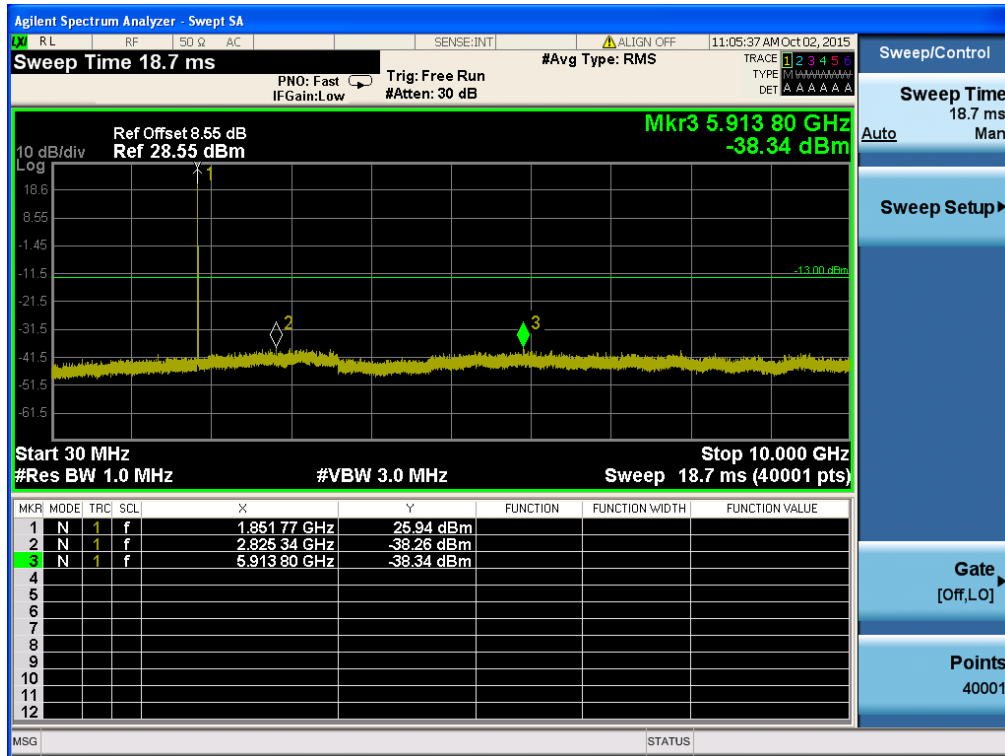 Agilent Spectrum Analyzer - Swept SA
LXI RL RF 50 Ω AC SENSE:INT ALIGN OFF 11:05:37 AM Oct 02, 2015
Sweep Time 18.7 ms
PNO: Fast
IFGain:Low
Trig: Free Run
#Atten: 30 dB
#Avg Type: RMS
TRACE 1 2 3 4 5 6
TYPE M W W W W W
DET A A A A A A
Ref Offset 8.55 dB
10 dB/div Ref 28.55 dBm
Log
Mkr3 5.913 80 GHz
-38.34 dBm
18.6
8.55
-1.45
-11.5
-21.5
-31.5
-41.5
-51.5
-61.5
1
2
3
-13.00 dBm
Start 30 MHz Stop 10.000 GHz
#Res BW 1.0 MHz #VBW 3.0 MHz Sweep 18.7 ms (40001 pts)
MKR MODE TRC SCL X Y FUNCTION FUNCTION WIDTH FUNCTION VALUE
1 N 1 f 1.851 77 GHz 25.94 dBm
2 N 1 f 2.825 34 GHz -38.26 dBm
3 N 1 f 5.913 80 GHz -38.34 dBm
4
5
6
7
8
9
10
11
12
MSG STATUS
Sweep/Control
Sweep Time
18.7 ms
Auto Man
Sweep Setup
Gate
[Off,LO]
Points
40001